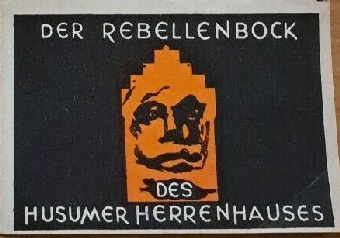 DER REBELLENBOCK
DES
HUSUMER HERRENHAUSES